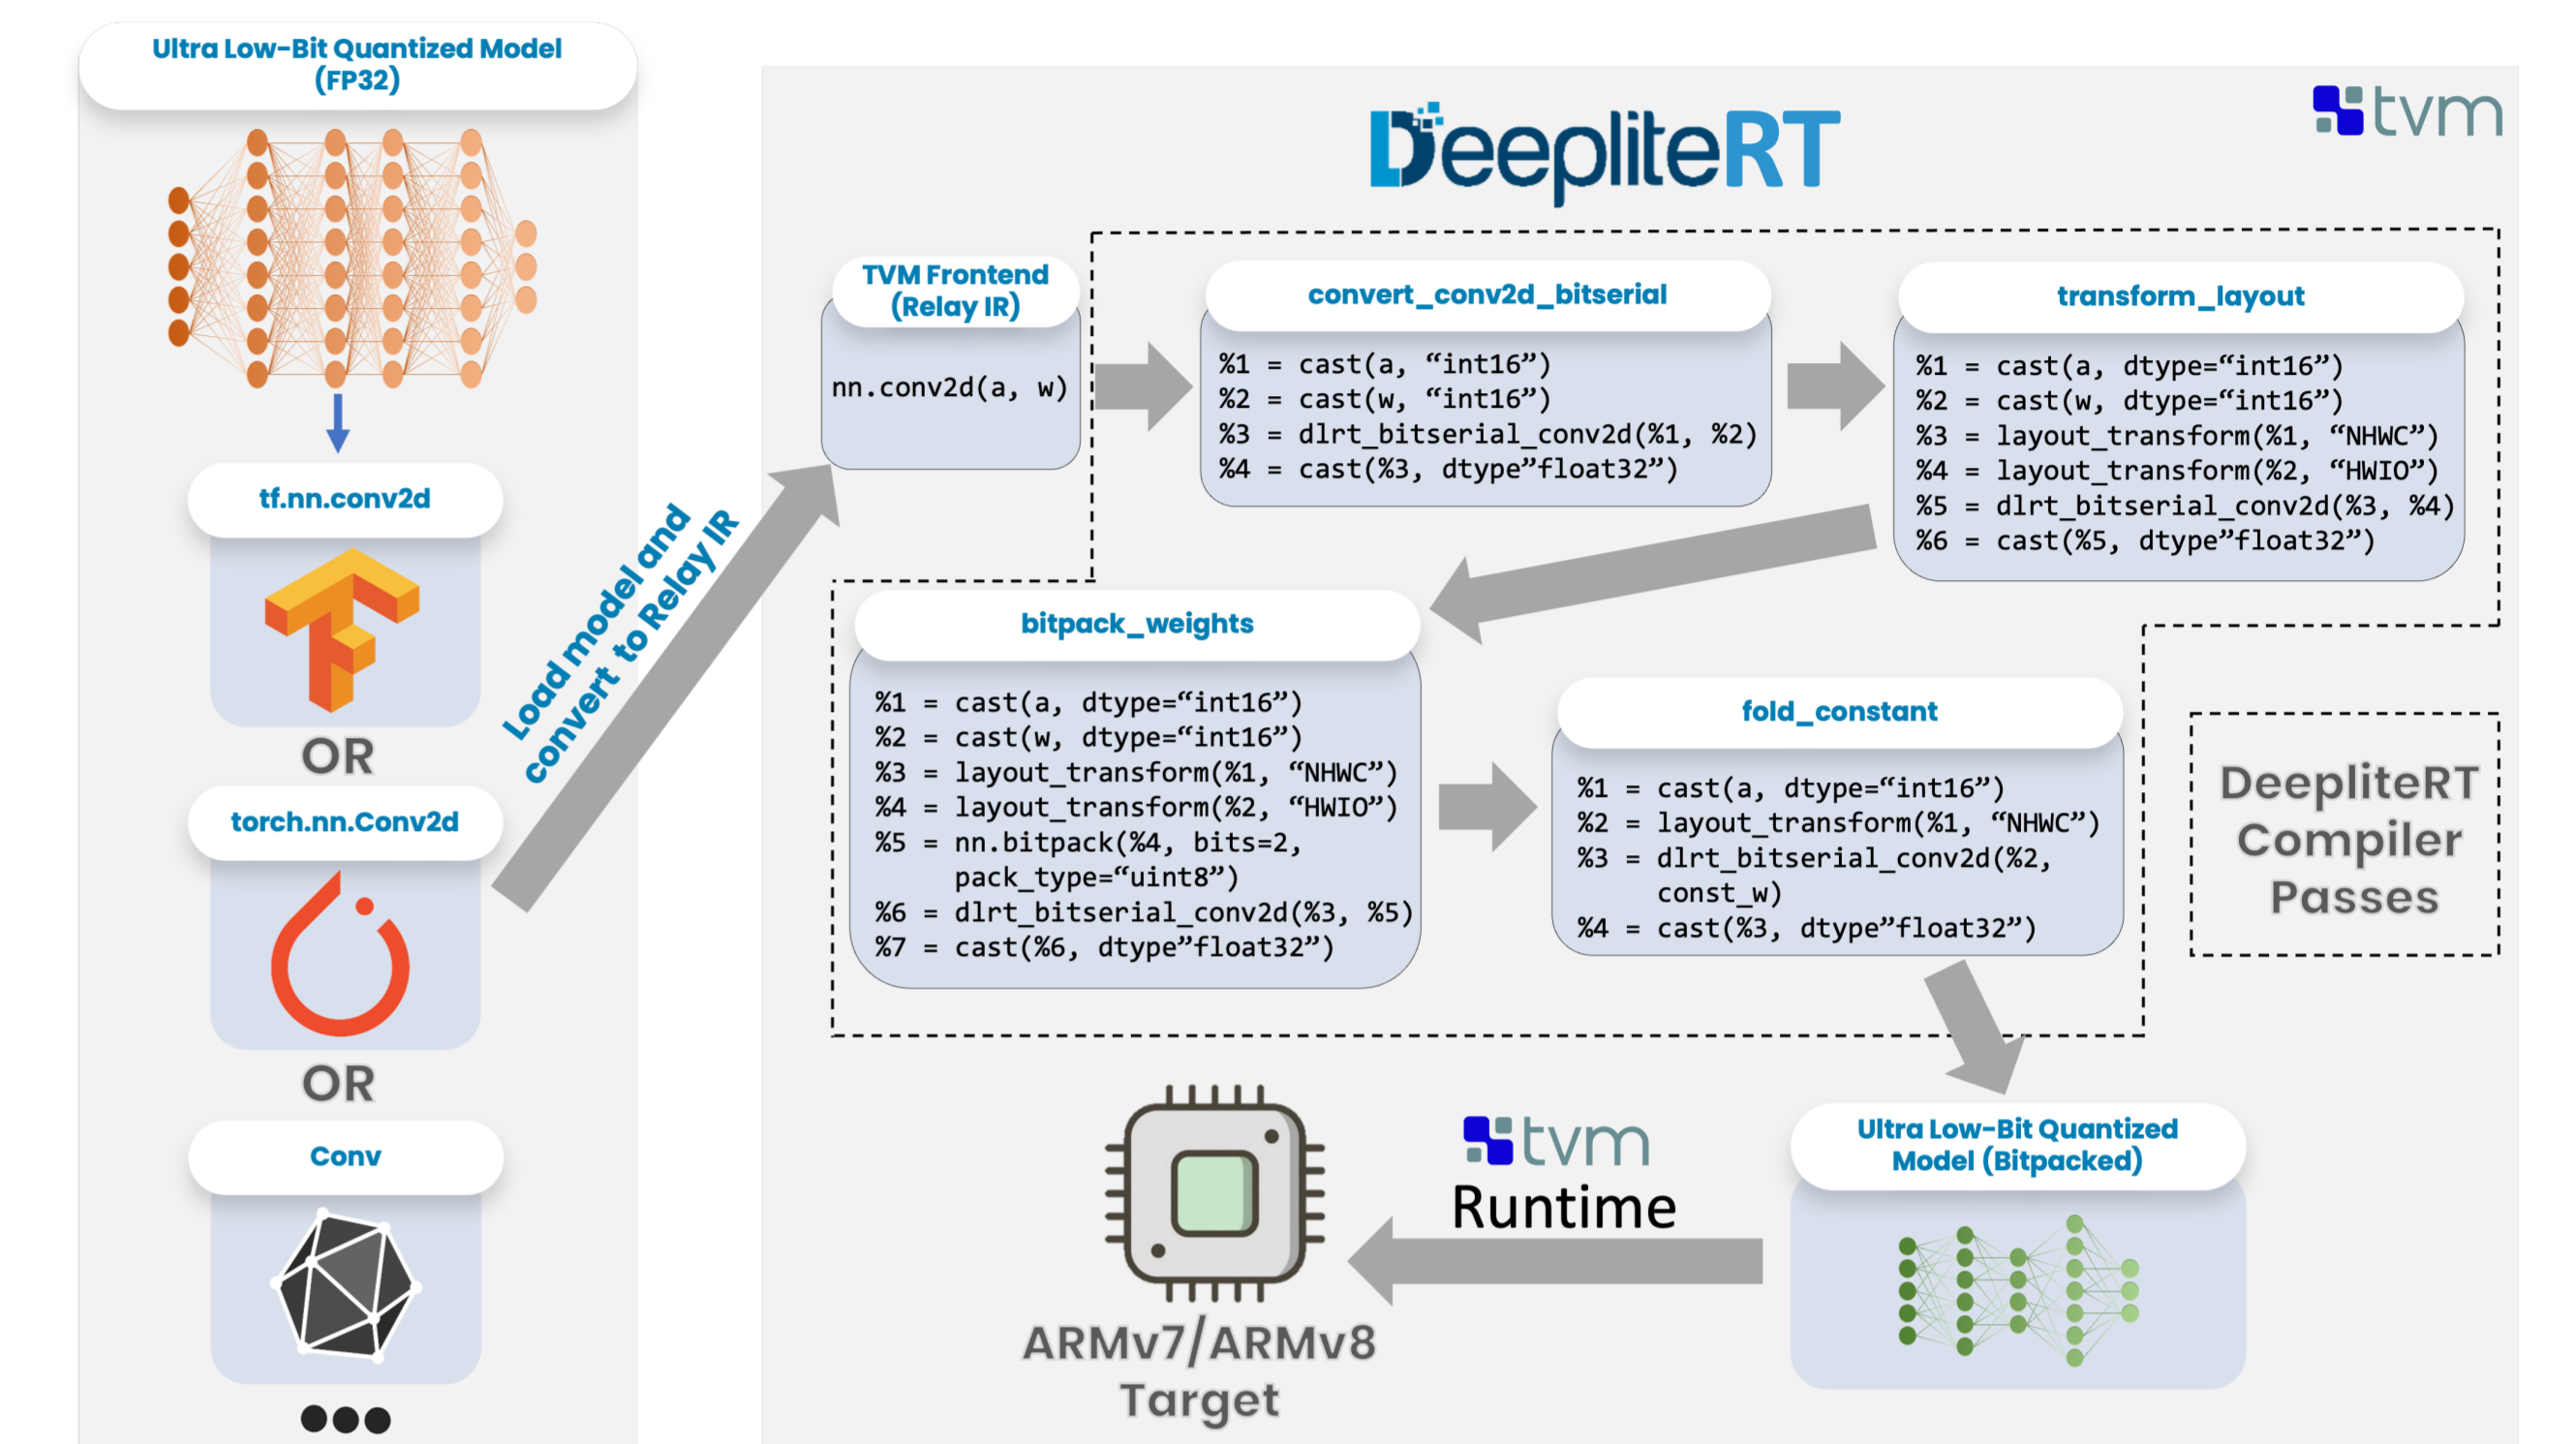 Ultra Low-Bit Quantized Model
(FP32)
tf.nn.conv2d
OR
torch.nn.Conv2d
OR
Conv
Load model and
convert to Relay IR
DeepliteRT
tvm
TVM Frontend
(Relay IR)
nn.conv2d(a, w)
convert_conv2d_bitserial
%1 = cast(a, “int16”)
%2 = cast(w, “int16”)
%3 = dlrt_bitserial_conv2d(%1, %2)
%4 = cast(%3, dtype”float32”)
transform_layout
%1 = cast(a, dtype=“int16”)
%2 = cast(w, dtype=“int16”)
%3 = layout_transform(%1, “NHWC”)
%4 = layout_transform(%2, “HWIO”)
%5 = dlrt_bitserial_conv2d(%3, %4)
%6 = cast(%5, dtype”float32”)
bitpack_weights
%1 = cast(a, dtype=“int16”)
%2 = cast(w, dtype=“int16”)
%3 = layout_transform(%1, “NHWC”)
%4 = layout_transform(%2, “HWIO”)
%5 = nn.bitpack(%4, bits=2,
pack_type=“uint8”)
%6 = dlrt_bitserial_conv2d(%3, %5)
%7 = cast(%6, dtype”float32”)
fold_constant
%1 = cast(a, dtype=“int16”)
%2 = layout_transform(%1, “NHWC”)
%3 = dlrt_bitserial_conv2d(%2,
const_w)
%4 = cast(%3, dtype”float32”)
DeepliteRT
Compiler
Passes
Ultra Low-Bit Quantized
Model (Bitpacked)
tvm
Runtime
ARMv7/ARMv8
Target